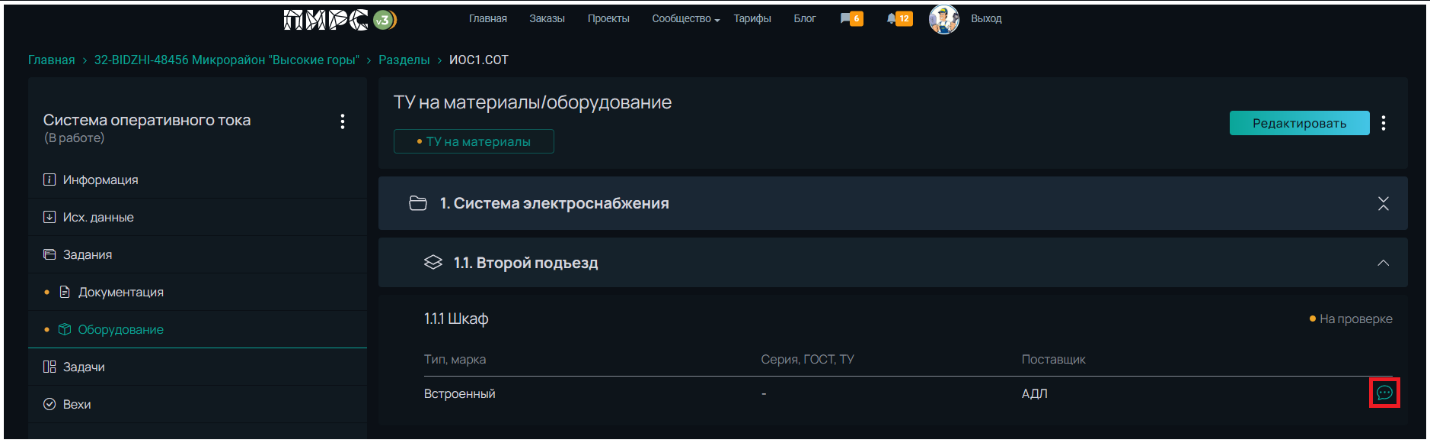 ПИРС v3 Главная Заказы Проекты Сообщество Тарифы Блог 6 12 Выход
Главная > 32-BIDZHI-48456 Микрорайон "Высокие горы" > Разделы > ИОС1.СОТ
Система оперативного тока
(В работе)
Информация
Исх. данные
Задания
Документация
Оборудование
Задачи
Вехи
ТУ на материалы/оборудование
Редактировать
ТУ на материалы
1. Система электроснабжения
1.1. Второй подъезд
1.1.1 Шкаф На проверке
Тип, марка Серия, ГОСТ, ТУ Поставщик
Встроенный - АДЛ